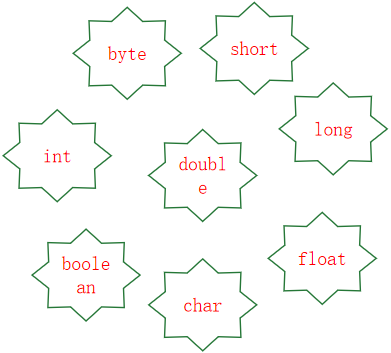 byte
short
long
int
doubl
e
float
boole
an
char